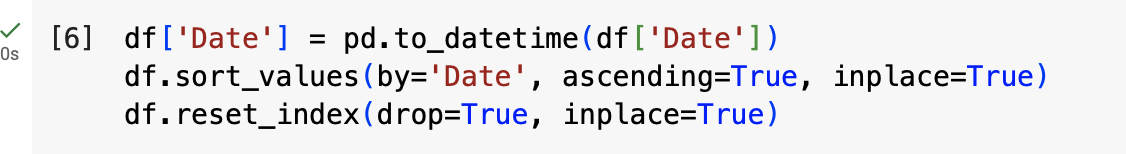 [6] df['Date'] = pd.to_datetime(df['Date'])
0s
df.sort_values(by='Date', ascending=True, inplace=True)
df.reset_index(drop=True, inplace=True)